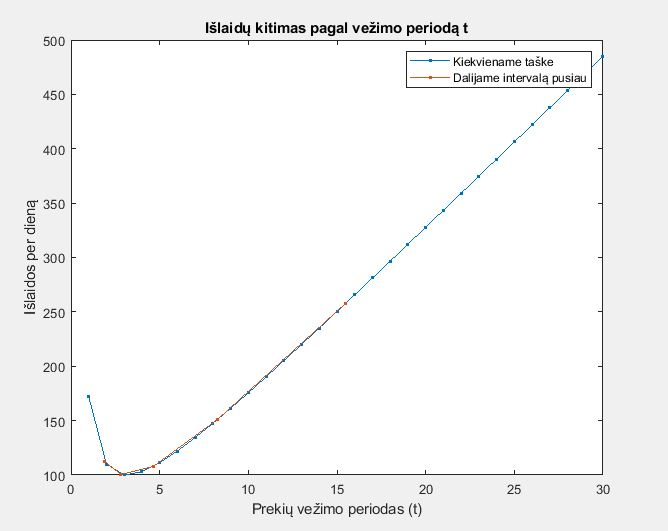 Išlaidų kitimas pagal vežimo periodą t
500
450
400
350
300
250
200
150
100
Išlaidos per dieną
Kiekviename taške
Dalijame intervalą pusiau
0 5 10 15 20 25 30
Prekių vežimo periodas (t)